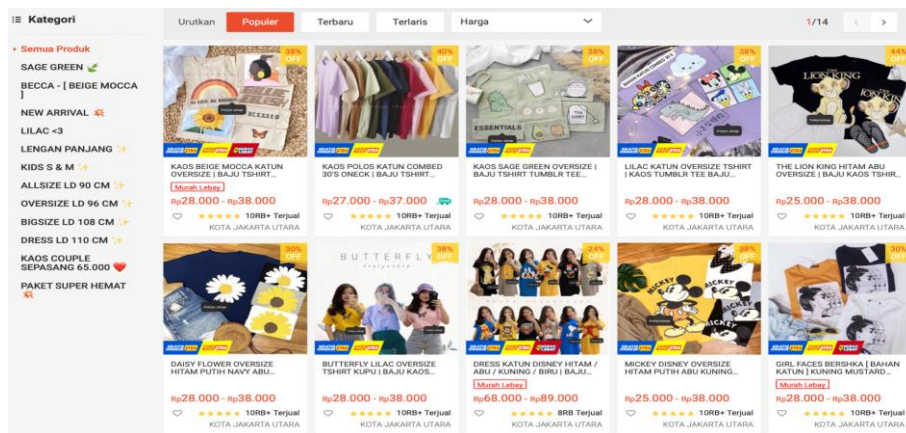 Kategori
Urutkan
Populer
Terbaru
Terlaris
Harga
1/14
Semua Produk
SAGE GREEN
BECCA - [ BEIGE MOCCA
]
NEW ARRIVAL
LILAC <3
LENGAN PANJANG
KIDS S & M
ALLSIZE LD 90 CM
OVERSIZE LD 96 CM
BIGSIZE LD 108 CM
DRESS LD 110 CM
KAOS COUPLE
SEPASANG 65.000
PAKET SUPER HEMAT
38%
OFF
KAOS BEIGE MOCCA KATUN
OVERSIZE | BAJU TSHIRT...
Murah Lebay
Rp28.000 - Rp38.000
10RB+ Terjual
KOTA JAKARTA UTARA
40%
OFF
KAOS POLOS KATUN COMBED
30'S ONECK | BAJU TSHIRT...
Rp27.000 - Rp37.000
10RB+ Terjual
KOTA JAKARTA UTARA
38%
OFF
ESSENTIALS
KAOS SAGE GREEN OVERSIZE |
BAJU TSHIRT TUMBLR TEE...
Rp28.000 - Rp38.000
10RB+ Terjual
KOTA JAKARTA UTARA
38%
OFF
LILAC KATUN OVERSIZE TSHIRT
| KAOS TUMBLR TEE BAJU...
Rp28.000 - Rp38.000
10RB+ Terjual
KOTA JAKARTA UTARA
44%
OFF
LION KING
THE LION KING HITAM ABU
OVERSIZE | BAJU KAOS TSHIR...
Rp25.000 - Rp38.000
10RB+ Terjual
KOTA JAKARTA UTARA
30%
OFF
DAISY FLOWER OVERSIZE
HITAM PUTIH NAVY ABU...
Rp28.000 - Rp38.000
10RB+ Terjual
KOTA JAKARTA UTARA
BUTTERFLY
38%
OFF
BUTTERFLY LILAC OVERSIZE
TSHIRT KUPU | BAJU KAOS...
Rp28.000 - Rp38.000
10RB+ Terjual
KOTA JAKARTA UTARA
24%
OFF
DRESS KATUN DISNEY HITAM /
ABU / KUNING / BIRU | BAJU...
Murah Lebay
Rp68.000 - Rp89.000
8RB Terjual
KOTA JAKARTA UTARA
38%
OFF
MICKEY
MICKEY DISNEY OVERSIZE
HITAM PUTIH ABU KUNING...
Rp25.000 - Rp38.000
10RB+ Terjual
KOTA JAKARTA UTARA
30%
OFF
GIRL FACES BERSHKA [ BAHAN
KATUN ] KUNING MUSTARD...
Murah Lebay
Rp28.000 - Rp38.000
10RB+ Terjual
KOTA JAKARTA UTARA